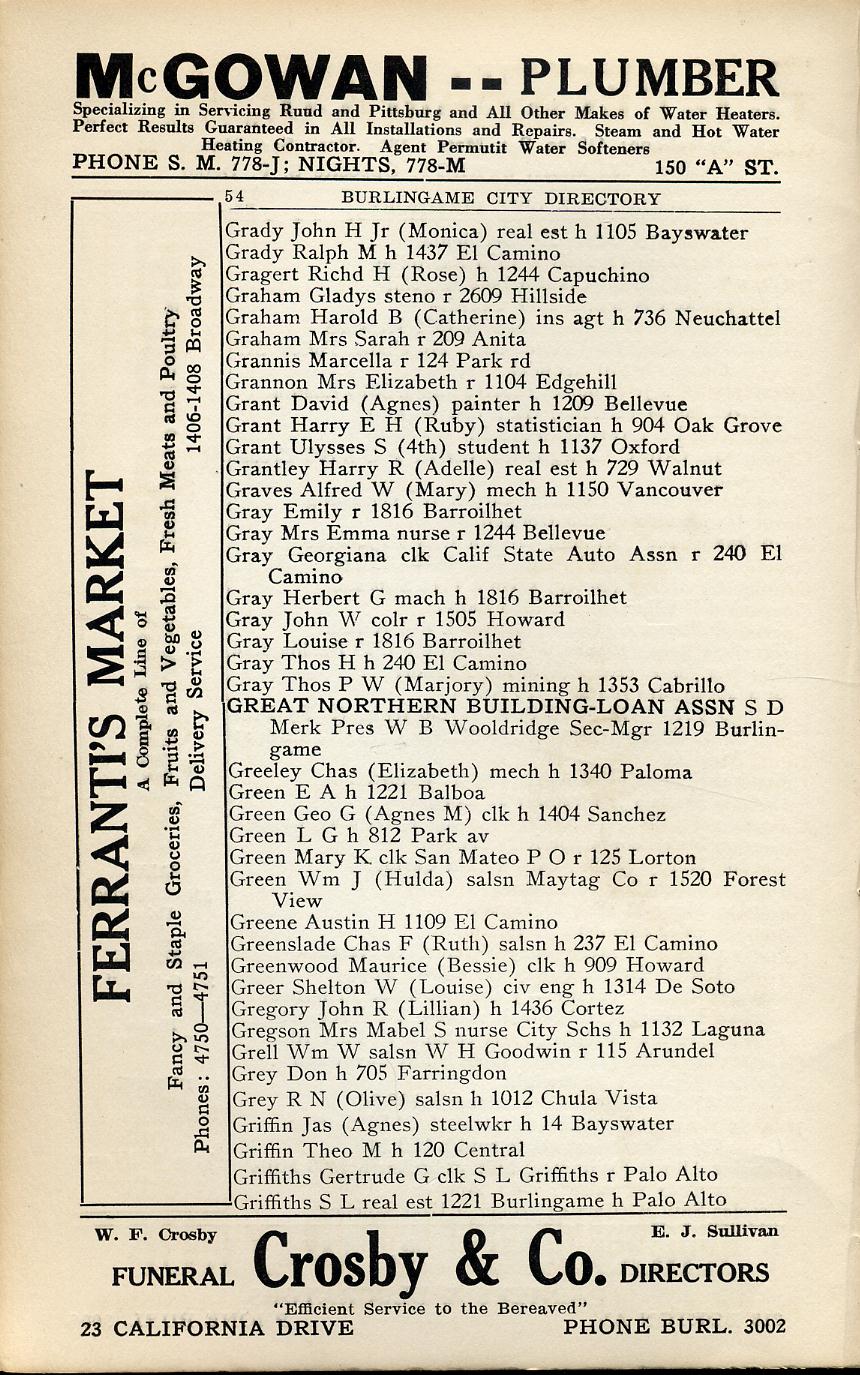 McGOWAN -- PLUMBER
Specializing in Servicing Ruud and Pittsburg and All Other Makes of Water Heaters.
Perfect Results Guaranteed in All Installations and Repairs. Steam and Hot Water
Heating Contractor. Agent Permutit Water Softeners
PHONE S. M. 778-J; NIGHTS, 778-M 150 "A" ST.
54 BURLINGAME CITY DIRECTORY
FERRANTI'S MARKET
A Complete Line of
Fancy and Staple Groceries, Fruits and Vegetables, Fresh Meats and Poultry
Phones: 4750—4751 Delivery Service 1406-1408 Broadway
Grady John H Jr (Monica) real est h 1105 Bayswater
Grady Ralph M h 1437 El Camino
Gragert Richd H (Rose) h 1244 Capuchino
Graham Gladys steno r 2609 Hillside
Graham Harold B (Catherine) ins agt h 736 Neuchattel
Graham Mrs Sarah r 209 Anita
Grannis Marcella r 124 Park rd
Grannon Mrs Elizabeth r 1104 Edgehill
Grant David (Agnes) painter h 1209 Bellevue
Grant Harry E H (Ruby) statistician h 904 Oak Grove
Grant Ulysses S (4th) student h 1137 Oxford
Grantley Harry R (Adelle) real est h 729 Walnut
Graves Alfred W (Mary) mech h 1150 Vancouver
Gray Emily r 1816 Barroilhet
Gray Mrs Emma nurse r 1244 Bellevue
Gray Georgiana clk Calif State Auto Assn r 240 El
Camino
Gray Herbert G mach h 1816 Barroilhet
Gray John W colr r 1505 Howard
Gray Louise r 1816 Barroilhet
Gray Thos H h 240 El Camino
Gray Thos P W (Marjory) mining h 1353 Cabrillo
GREAT NORTHERN BUILDING-LOAN ASSN S D
Merk Pres W B Wooldridge Sec-Mgr 1219 Burlin-
game
Greeley Chas (Elizabeth) mech h 1340 Paloma
Green E A h 1221 Balboa
Green Geo G (Agnes M) clk h 1404 Sanchez
Green L G h 812 Park av
Green Mary K clk San Mateo P O r 125 Lorton
Green Wm J (Hulda) salsn Maytag Co r 1520 Forest
View
Greene Austin H 1109 El Camino
Greenslade Chas F (Ruth) salsn h 237 El Camino
Greenwood Maurice (Bessie) clk h 909 Howard
Greer Shelton W (Louise) civ eng h 1314 De Soto
Gregory John R (Lillian) h 1436 Cortez
Gregson Mrs Mabel S nurse City Schs h 1132 Laguna
Grell Wm W salsn W H Goodwin r 115 Arundel
Grey Don h 705 Farringdon
Grey R N (Olive) salsn h 1012 Chula Vista
Griffin Jas (Agnes) steelwkr h 14 Bayswater
Griffin Theo M h 120 Central
Griffiths Gertrude G clk S L Griffiths r Palo Alto
Griffiths S L real est 1221 Burlingame h Palo Alto
W. F. Crosby E. J. Sullivan
FUNERAL Crosby & Co. DIRECTORS
"Efficient Service to the Bereaved"
23 CALIFORNIA DRIVE PHONE BURL. 3002